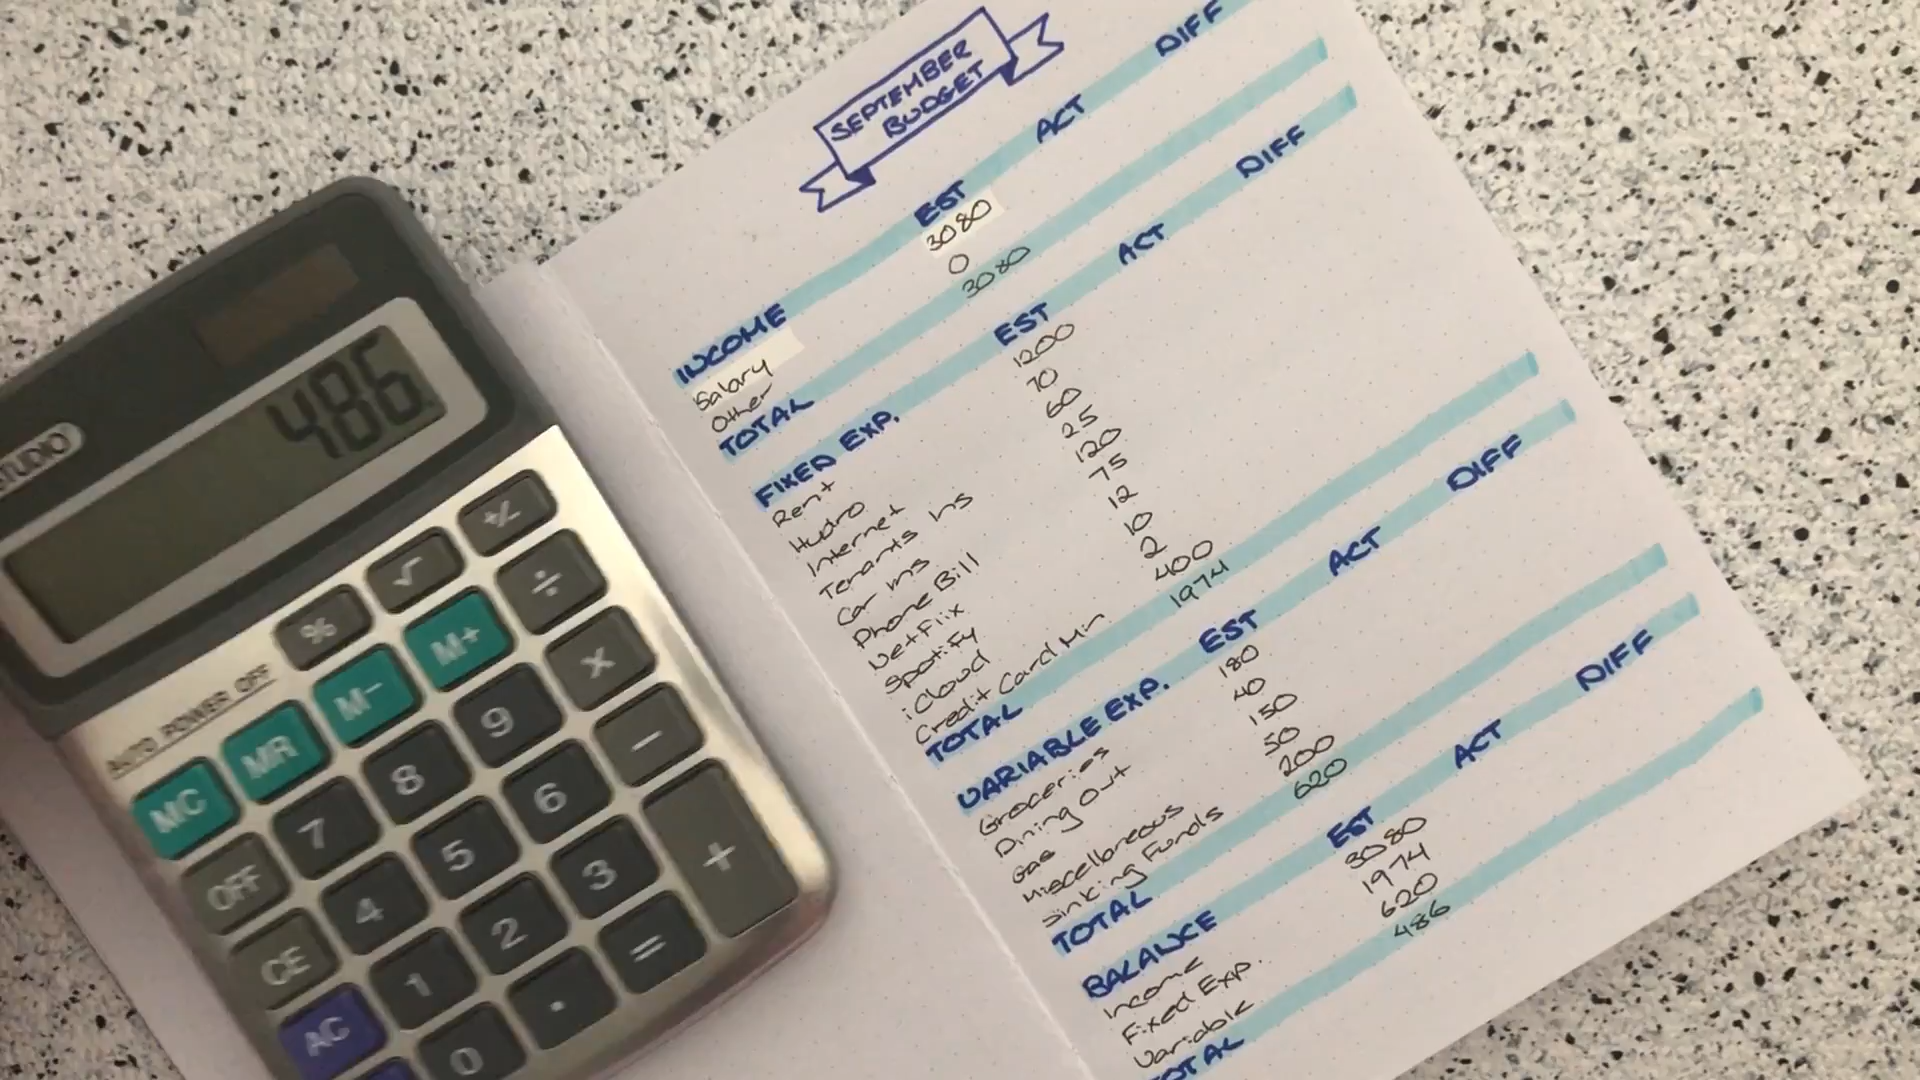 SEPTEMBER
BUDGET
INCOME EST ACT DIFF
Salary 3080
Other 0
TOTAL 3080
FIXED EXP. EST ACT DIFF
Rent 1200
Hydro 70
Internet 60
Tenants Ins 25
Car Ins 120
Phone Bill 75
Netflix 12
Spotify 10
iCloud 2
Credit Card Min 400
TOTAL 1974
VARIABLE EXP. EST ACT DIFF
Groceries 180
Dining Out 40
Gas 150
Miscellaneous 50
Sinking Funds 200
TOTAL 620
BALANCE EST ACT DIFF
Income 3080
Fixed Exp. 1974
Variable 620
TOTAL 486
486
AUTO POWER OFF
% √ +/-
MC MR M- M+ ÷
OFF 7 8 9 ×
CE 4 5 6 −
AC 1 2 3 +
0 . =